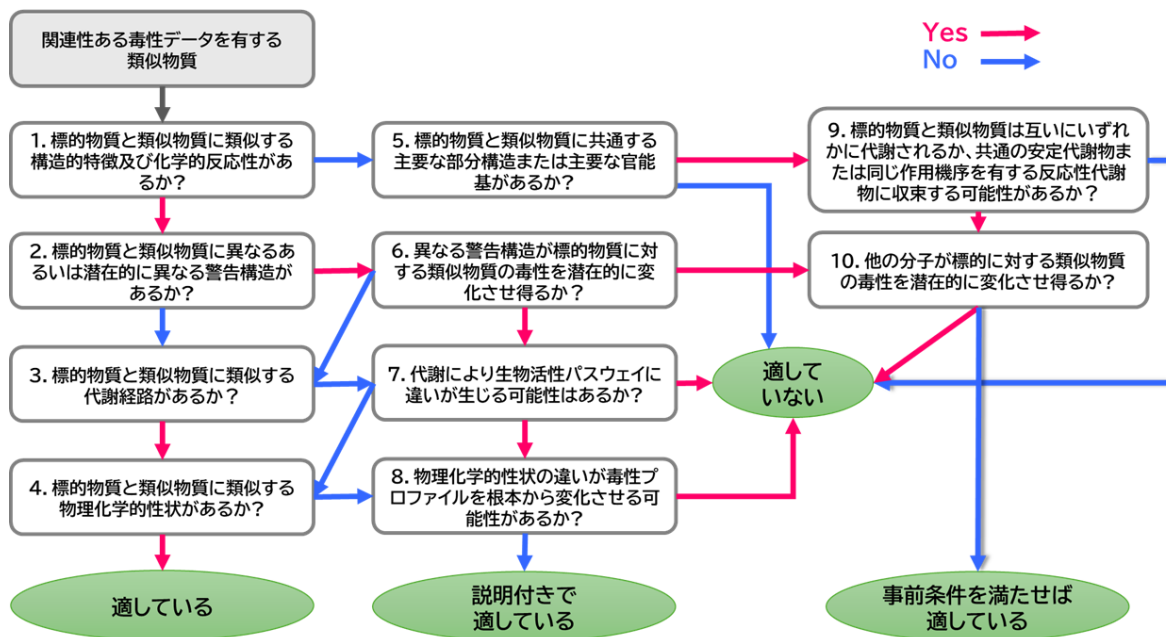 関連性ある毒性データを有する
類似物質
Yes
No
1. 標的物質と類似物質に類似する
構造的特徴及び化学的反応性があ
るか？
5. 標的物質と類似物質に共通する
主要な部分構造または主要な官能
基があるか？
9. 標的物質と類似物質は互いにいずれ
かに代謝されるか、共通の安定代謝物ま
たは同じ作用機序を有する反応性代謝
物に収束する可能性があるか？
2. 標的物質と類似物質に異なるあ
るいは潜在的に異なる警告構造が
あるか？
6. 異なる警告構造が標的物質に対
する類似物質の毒性を潜在的に変
化させ得るか？
10. 他の分子が標的に対する類似物質
の毒性を潜在的に変化させ得るか？
3. 標的物質と類似物質に類似する
代謝経路があるか？
7. 代謝により生物活性パスウェイに
違いが生じる可能性はあるか？
適して
いない
4. 標的物質と類似物質に類似する
物理化学的性状があるか？
8. 物理化学的性状の違いが毒性プ
ロファイルを根本から変化させる可
能性があるか？
適している
説明付きで
適している
事前条件を満たせば
適している